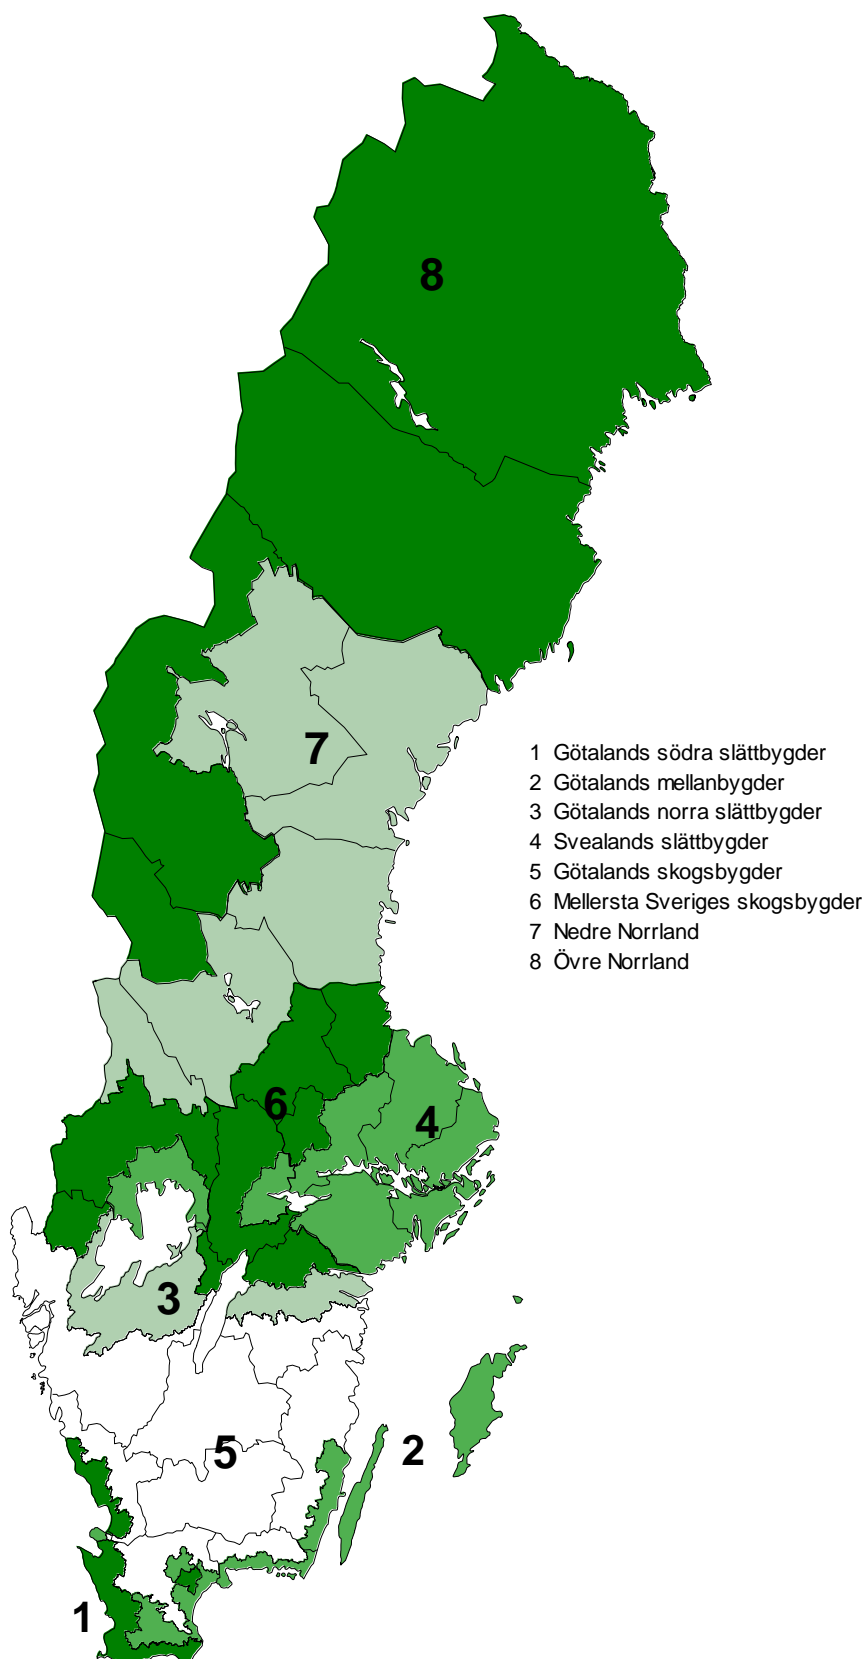 8
7
1 Götalands södra slättbygder
2 Götalands mellanbygder
3 Götalands norra slättbygder
4 Svealands slättbygder
5 Götalands skogsbygder
6 Mellersta Sveriges skogsbygder
7 Nedre Norrland
8 Övre Norrland
6
4
3
5
2
1